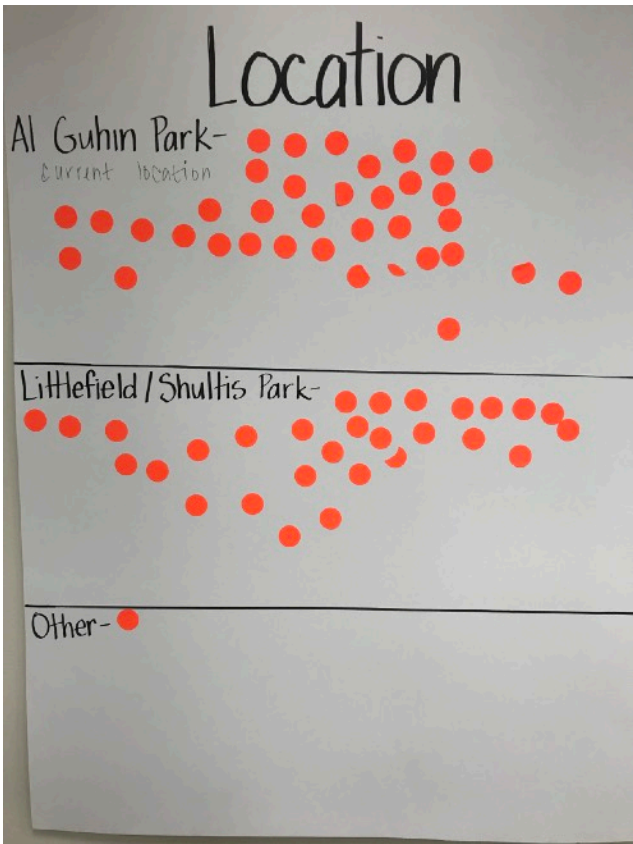 Location
Al Guhin Park-
current location
Littlefield/Shultis Park-
Other-